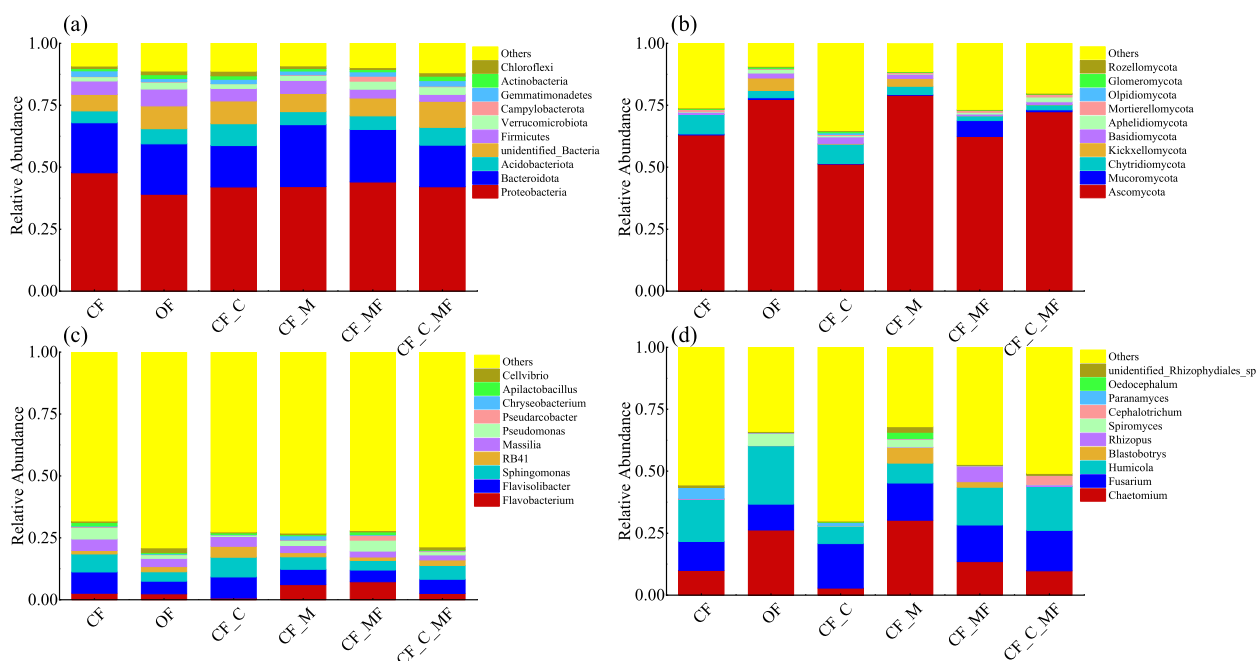 (a)
1.00
0.75
0.50
0.25
0.00
Relative Abundance
CF
OF
CF_C
CF_M
CF_MF
CF_C_MF
Others
Chloroflexi
Actinobacteria
Gemmatimonadetes
Campylobacterota
Verrucomicrobiota
Firmicutes
unidentified_Bacteria
Acidobacteriota
Bacteroidota
Proteobacteria
(b)
1.00
0.75
0.50
0.25
0.00
Relative Abundance
CF
OF
CF_C
CF_M
CF_MF
CF_C_MF
Others
Rozellomycota
Glomeromycota
Olpidiomycota
Mortierellomycota
Aphelidiomycota
Basidiomycota
Kickxellomycota
Chytridiomycota
Mucoromycota
Ascomycota
(c)
1.00
0.75
0.50
0.25
0.00
Relative Abundance
CF
OF
CF_C
CF_M
CF_MF
CF_C_MF
Others
Cellvibrio
Apilactobacillus
Chryseobacterium
Pseudarcobacter
Pseudomonas
Massilia
RB41
Sphingomonas
Flavisolibacter
Flavobacterium
(d)
1.00
0.75
0.50
0.25
0.00
Relative Abundance
CF
OF
CF_C
CF_M
CF_MF
CF_C_MF
Others
unidentified_Rhizophydiales_sp
Oedocephalum
Paranamyces
Cephalotrichum
Spiromyces
Rhizopus
Blastobotrys
Humicola
Fusarium
Chaetomium